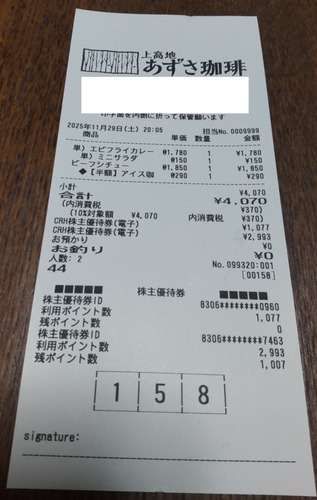 上高地
あずさ珈琲
印字面を内側に折って保管願います
2025年11月29日(土) 20:05 担当No.0009999
商品 単価 数量 金額
単) エビフライカレー @1,780 1 ¥1,780
単) ミニサラダ @150 1 ¥150
ビーフシチュー @1,850 1 ¥1,850
◆【半額】アイス珈 @290 1 ¥290
小計 ¥4,070
合計 ¥4,070
(内消費税 ¥370)
(10%対象額 ¥4,070 内消費税 ¥370)
CRH株主優待券(電子) ¥1,077
CRH株主優待券(電子) ¥2,993
お預かり ¥0
お釣り ¥0
人数: 2 No.099320:001
44 [00158]
■■■■■ 株主優待券 ■■■■■
株主優待券ID 8306********0960
利用ポイント数 1,077
残ポイント数 0
株主優待券ID 8306********7463
利用ポイント数 2,993
残ポイント数 1,007
158
signature: